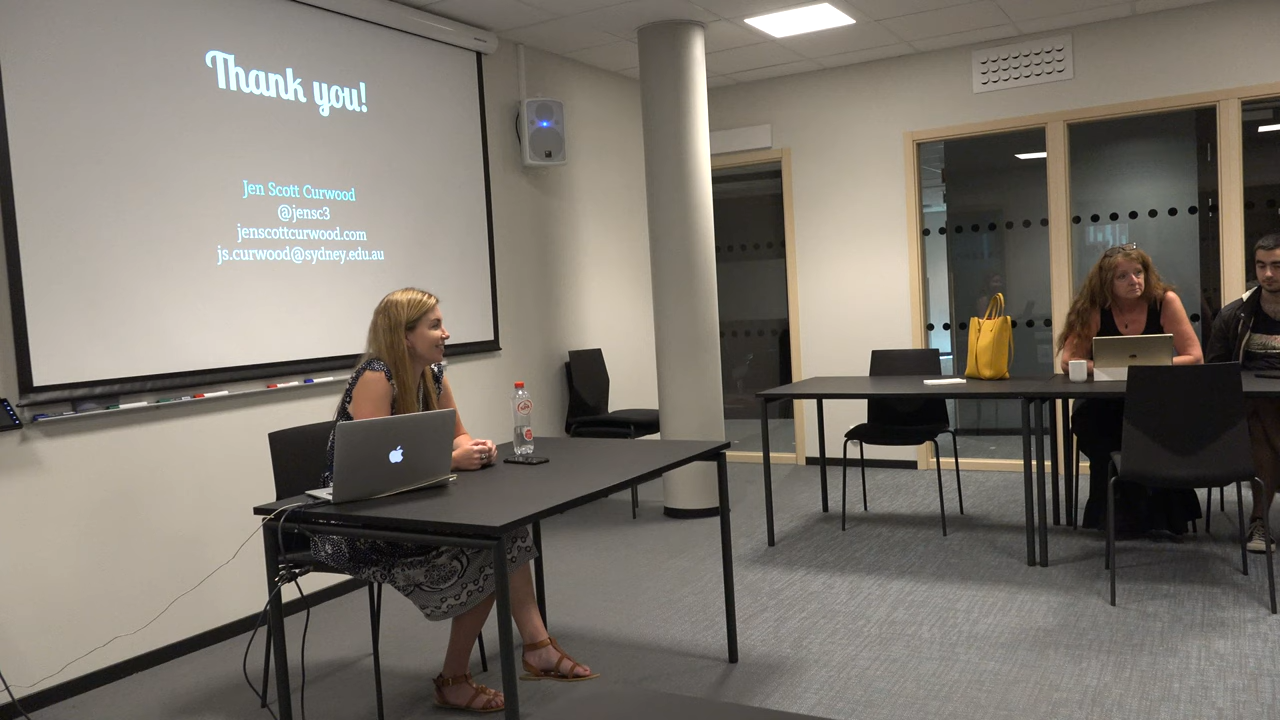 Thank you!
Jen Scott Curwood
@jensc3
jenscottcurwood.com
js.curwood@sydney.edu.au